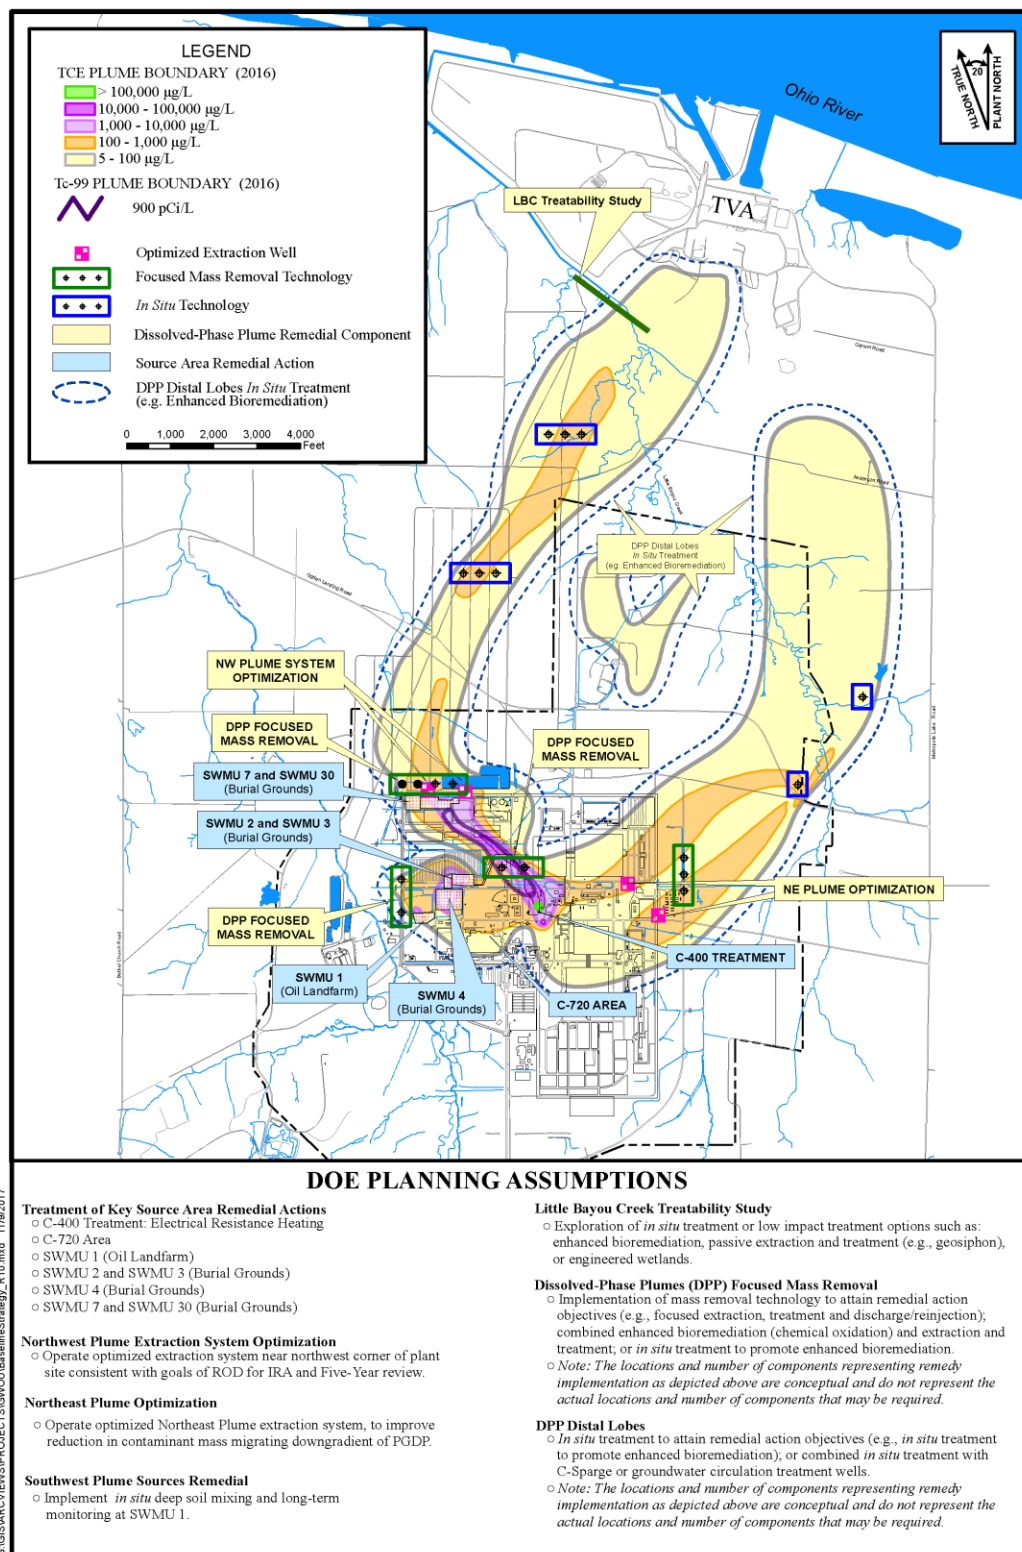 LEGEND
TCE PLUME BOUNDARY (2016)
> 100,000 µg/L
10,000 - 100,000 µg/L
1,000 - 10,000 µg/L
100 - 1,000 µg/L
5 - 100 µg/L
Tc-99 PLUME BOUNDARY (2016)
900 pCi/L
Optimized Extraction Well
Focused Mass Removal Technology
In Situ Technology
Dissolved-Phase Plume Remedial Component
Source Area Remedial Action
DPP Distal Lobes In Situ Treatment
(e.g. Enhanced Bioremediation)
0 1,000 2,000 3,000 4,000
Feet
TRUE NORTH
20
PLANT NORTH
Ohio River
TVA
LBC Treatability Study
Ogden Landing Road
Anderson Road
Little Bayou Creek
Metropolis Lake Road
Bethel Church Road
DPP Distal Lobes
In Situ Treatment
(eg. Enhanced Bioremediation)
NW PLUME SYSTEM
OPTIMIZATION
DPP FOCUSED
MASS REMOVAL
DPP FOCUSED
MASS REMOVAL
SWMU 7 and SWMU 30
(Burial Grounds)
SWMU 2 and SWMU 3
(Burial Grounds)
NE PLUME OPTIMIZATION
DPP FOCUSED
MASS REMOVAL
C-400 TREATMENT
SWMU 1
(Oil Landfarm)
SWMU 4
(Burial Grounds)
C-720 AREA
DOE PLANNING ASSUMPTIONS
Treatment of Key Source Area Remedial Actions
○ C-400 Treatment: Electrical Resistance Heating
○ C-720 Area
○ SWMU 1 (Oil Landfarm)
○ SWMU 2 and SWMU 3 (Burial Grounds)
○ SWMU 4 (Burial Grounds)
○ SWMU 7 and SWMU 30 (Burial Grounds)
Northwest Plume Extraction System Optimization
○ Operate optimized extraction system near northwest corner of plant
site consistent with goals of ROD for IRA and Five-Year review.
Northeast Plume Optimization
○ Operate optimized Northeast Plume extraction system, to improve
reduction in contaminant mass migrating downgradient of PGDP.
Southwest Plume Sources Remedial
○ Implement in situ deep soil mixing and long-term
monitoring at SWMU 1.
Little Bayou Creek Treatability Study
○ Exploration of in situ treatment or low impact treatment options such as:
enhanced bioremediation, passive extraction and treatment (e.g., geosiphon),
or engineered wetlands.
Dissolved-Phase Plumes (DPP) Focused Mass Removal
○ Implementation of mass removal technology to attain remedial action
objectives (e.g., focused extraction, treatment and discharge/reinjection);
combined enhanced bioremediation (chemical oxidation) and extraction and
treatment; or in situ treatment to promote enhanced bioremediation.
○ Note: The locations and number of components representing remedy
implementation as depicted above are conceptual and do not represent the
actual locations and number of components that may be required.
DPP Distal Lobes
○ In situ treatment to attain remedial action objectives (e.g., in situ treatment
to promote enhanced bioremediation); or combined in situ treatment with
C-Sparge or groundwater circulation treatment wells.
○ Note: The locations and number of components representing remedy
implementation as depicted above are conceptual and do not represent the
actual locations and number of components that may be required.